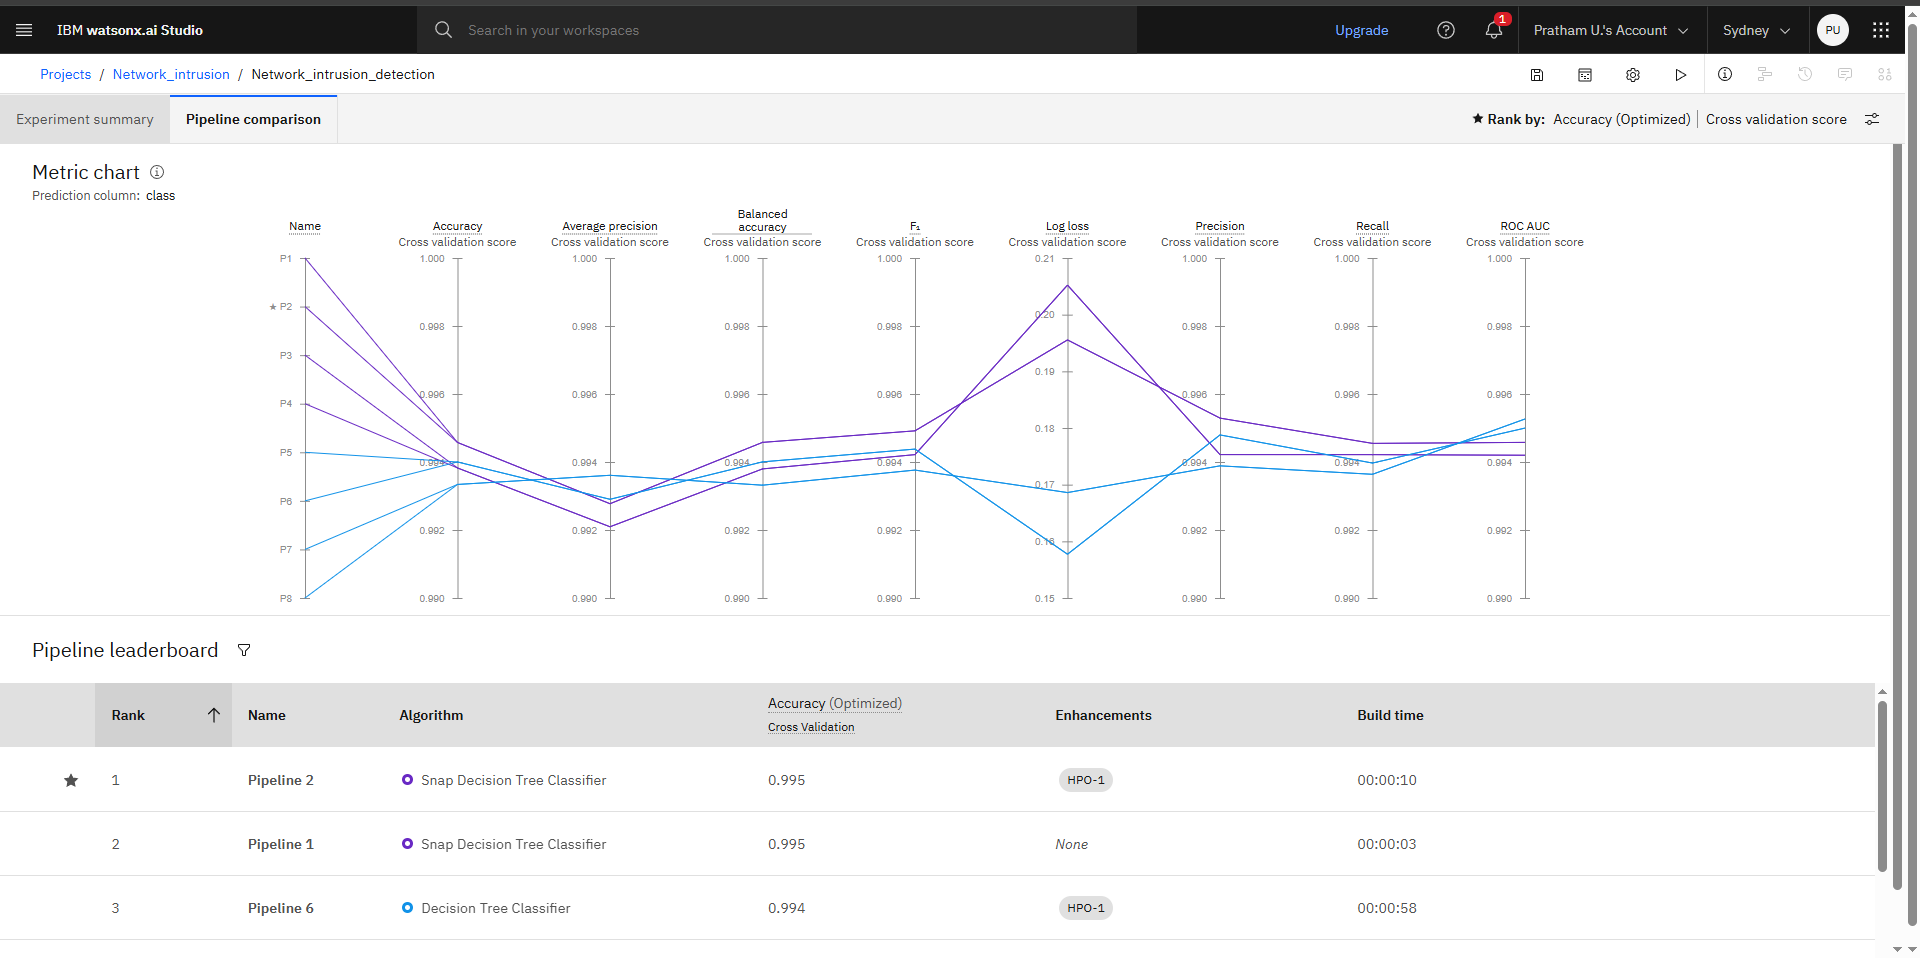 IBM watsonx.ai Studio
Search in your workspaces
Upgrade
1
Pratham U.'s Account
Sydney
PU
Projects / Network_intrusion / Network_intrusion_detection
Experiment summary
Pipeline comparison
Rank by: Accuracy (Optimized) | Cross validation score
Metric chart
Prediction column: class
Name
Accuracy
Cross validation score
Average precision
Cross validation score
Balanced
accuracy
Cross validation score
F₁
Cross validation score
Log loss
Cross validation score
Precision
Cross validation score
Recall
Cross validation score
ROC AUC
Cross validation score
P1
★ P2
P3
P4
P5
P6
P7
P8
1.000
0.998
0.996
0.994
0.992
0.990
1.000
0.998
0.996
0.994
0.992
0.990
1.000
0.998
0.996
0.994
0.992
0.990
1.000
0.998
0.996
0.994
0.992
0.990
0.21
0.20
0.19
0.18
0.17
0.16
0.15
1.000
0.998
0.996
0.994
0.992
0.990
1.000
0.998
0.996
0.994
0.992
0.990
1.000
0.998
0.996
0.994
0.992
0.990
Pipeline leaderboard
Rank
Name
Algorithm
Accuracy (Optimized)
Cross Validation
Enhancements
Build time
1 Pipeline 2 Snap Decision Tree Classifier 0.995 HPO-1 00:00:10
2 Pipeline 1 Snap Decision Tree Classifier 0.995 None 00:00:03
3 Pipeline 6 Decision Tree Classifier 0.994 HPO-1 00:00:58